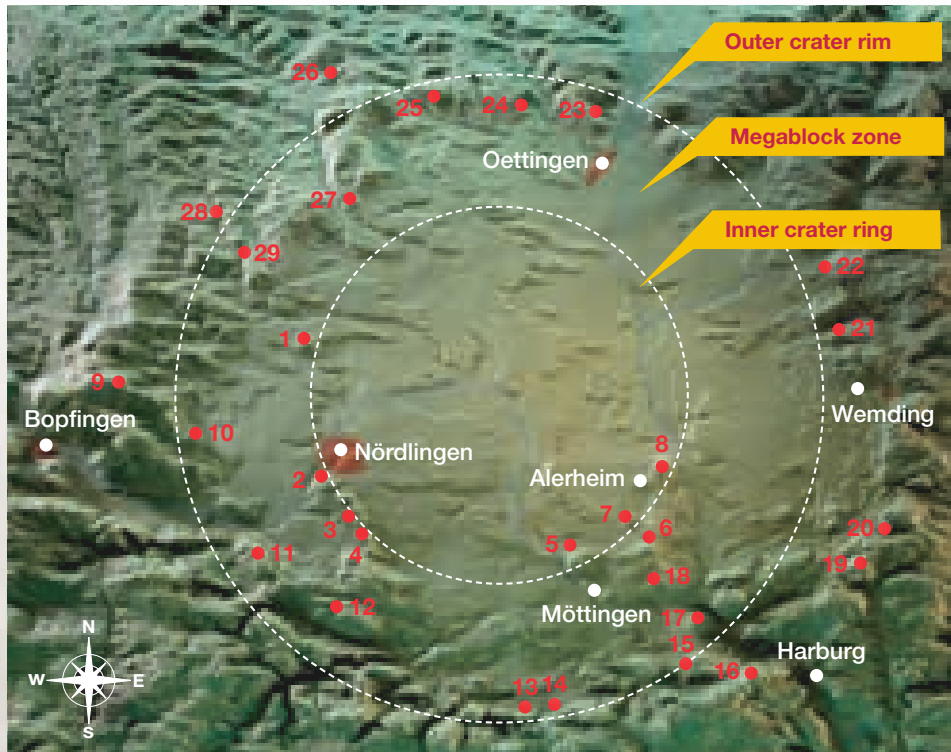 Outer crater rim
26
25
24
23
Megablock zone
Oettingen
27
28
Inner crater ring
29
22
21
1
9
Wemding
Bopfingen
10
Nördlingen
8
Alerheim
2
7
3
6
20
4
5
11
19
18
Möttingen
12
17
N
15
Harburg
W
E
16
13
14
S